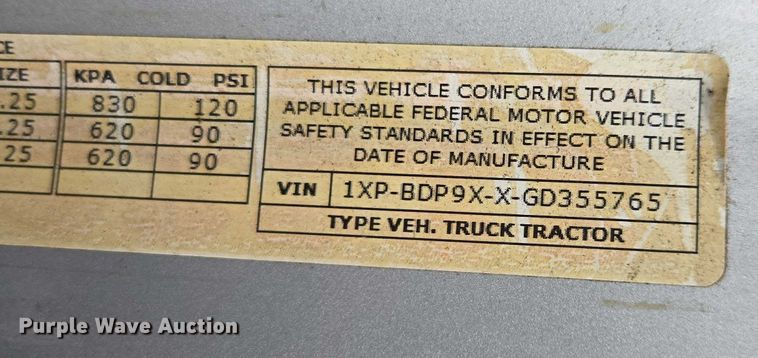 CE
IZE KPA COLD PSI
.25 830 120
.25 620 90
25 620 90
THIS VEHICLE CONFORMS TO ALL
APPLICABLE FEDERAL MOTOR VEHICLE
SAFETY STANDARDS IN EFFECT ON THE
DATE OF MANUFACTURE
VIN 1XP-BDP9X-X-GD355765
TYPE VEH. TRUCK TRACTOR
Purple Wave Auction